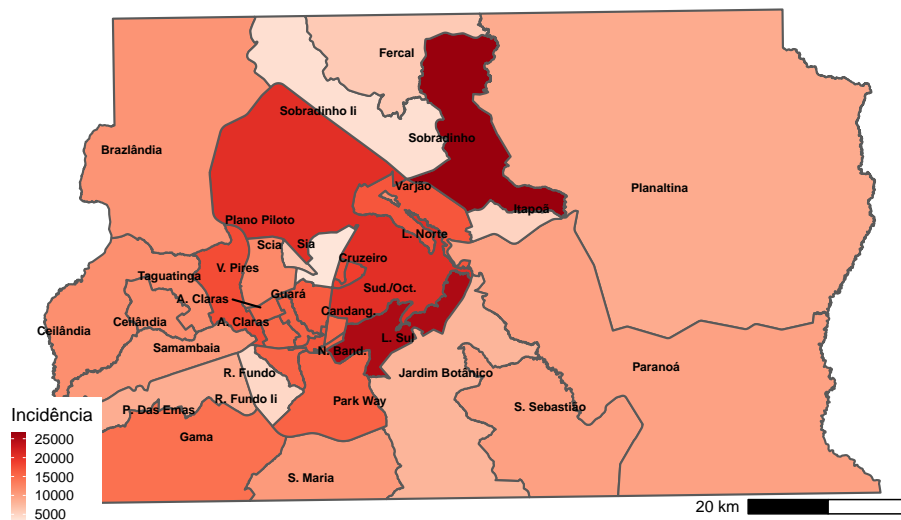 Fercal
Sobradinho Ii
Sobradinho
Brazlândia
Varjão
Planaltina
Itapoã
Plano Piloto
L. Norte
Scia
Sia
Cruzeiro
V. Pires
Taguatinga
Sud./Oct.
Guará
A. Claras
Candang.
Ceilândia
Ceilândia
A. Claras
L. Sul
Samambaia
N. Band.
R. Fundo
Jardim Botânico
Paranoá
R. Fundo Ii
Park Way
P. Das Emas
S. Sebastião
Incidência
Gama
25000
20000
15000
10000
5000
S. Maria
20 km